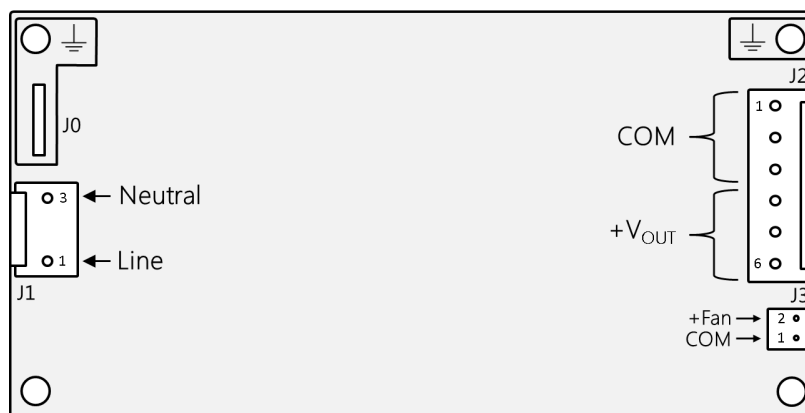 J0
3 Neutral
1 Line
J1
J2
1
COM
+VOUT
6
J3
+Fan 2
COM 1